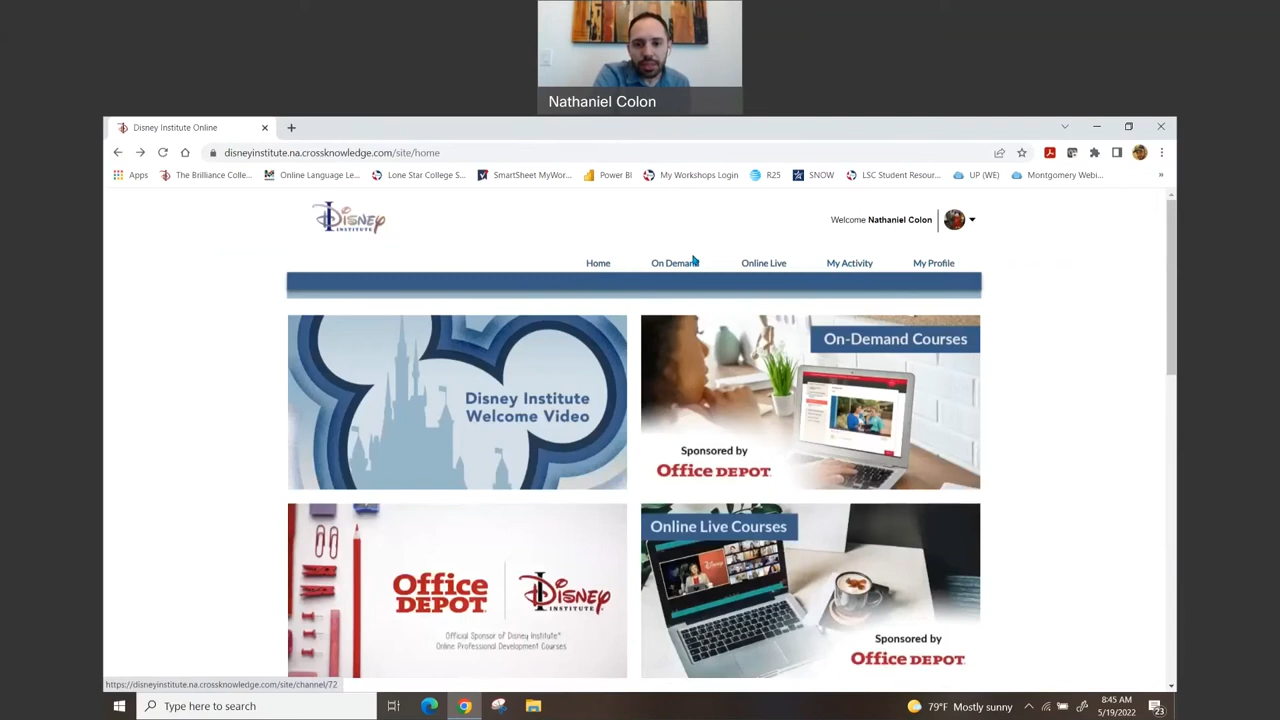 Nathaniel Colon
Disney Institute Online
disneyinstitute.na.crossknowledge.com/site/home
Apps
The Brilliance Colle...
Online Language Le...
Lone Star College S...
SmartSheet MyWor...
Power BI
My Workshops Login
R25
SNOW
LSC Student Resour...
UP (WE)
Montgomery Webi...
Disney
INSTITUTE
Welcome Nathaniel Colon
Home
On Demand
Online Live
My Activity
My Profile
Disney Institute
Welcome Video
On-Demand Courses
Sponsored by
Office DEPOT
Office
DEPOT
Disney
INSTITUTE
Official Sponsor of Disney Institute®
Online Professional Development Courses
Online Live Courses
Sponsored by
Office DEPOT
https://disneyinstitute.na.crossknowledge.com/site/channel/72
Type here to search
79°F Mostly sunny
8:45 AM
5/19/2022
23